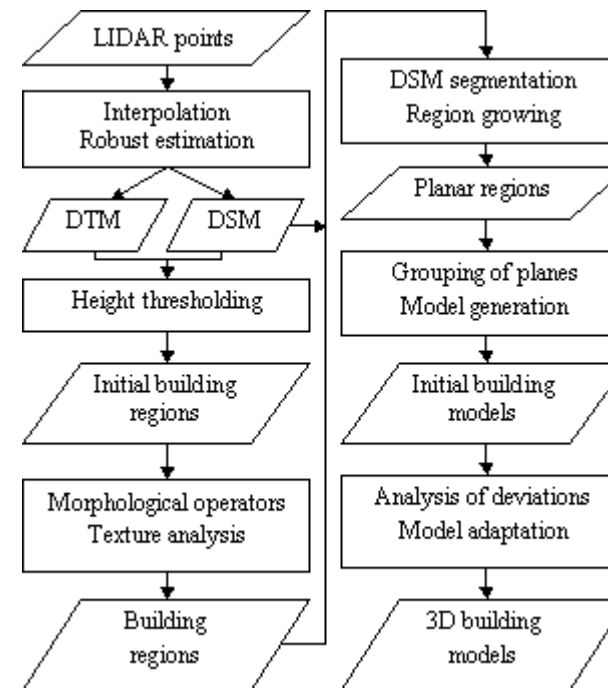 LIDAR points
Interpolation
Robust estimation
DTM
DSM
Height thresholding
Initial building
regions
Morphological operators
Texture analysis
Building
regions
DSM segmentation
Region growing
Planar regions
Grouping of planes
Model generation
Initial building
models
Analysis of deviations
Model adaptation
3D building
models